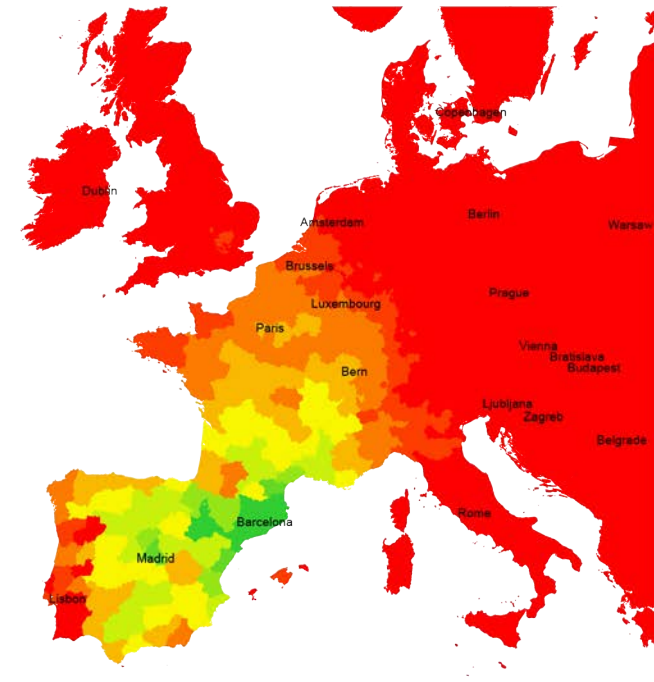 Copenhagen
Dublin
Berlin
Amsterdam
Warsaw
Brussels
Prague
Luxembourg
Paris
Vienna
Bratislava
Budapest
Bern
Ljubljana
Zagreb
Belgrade
Rome
Barcelona
Madrid
Lisbon